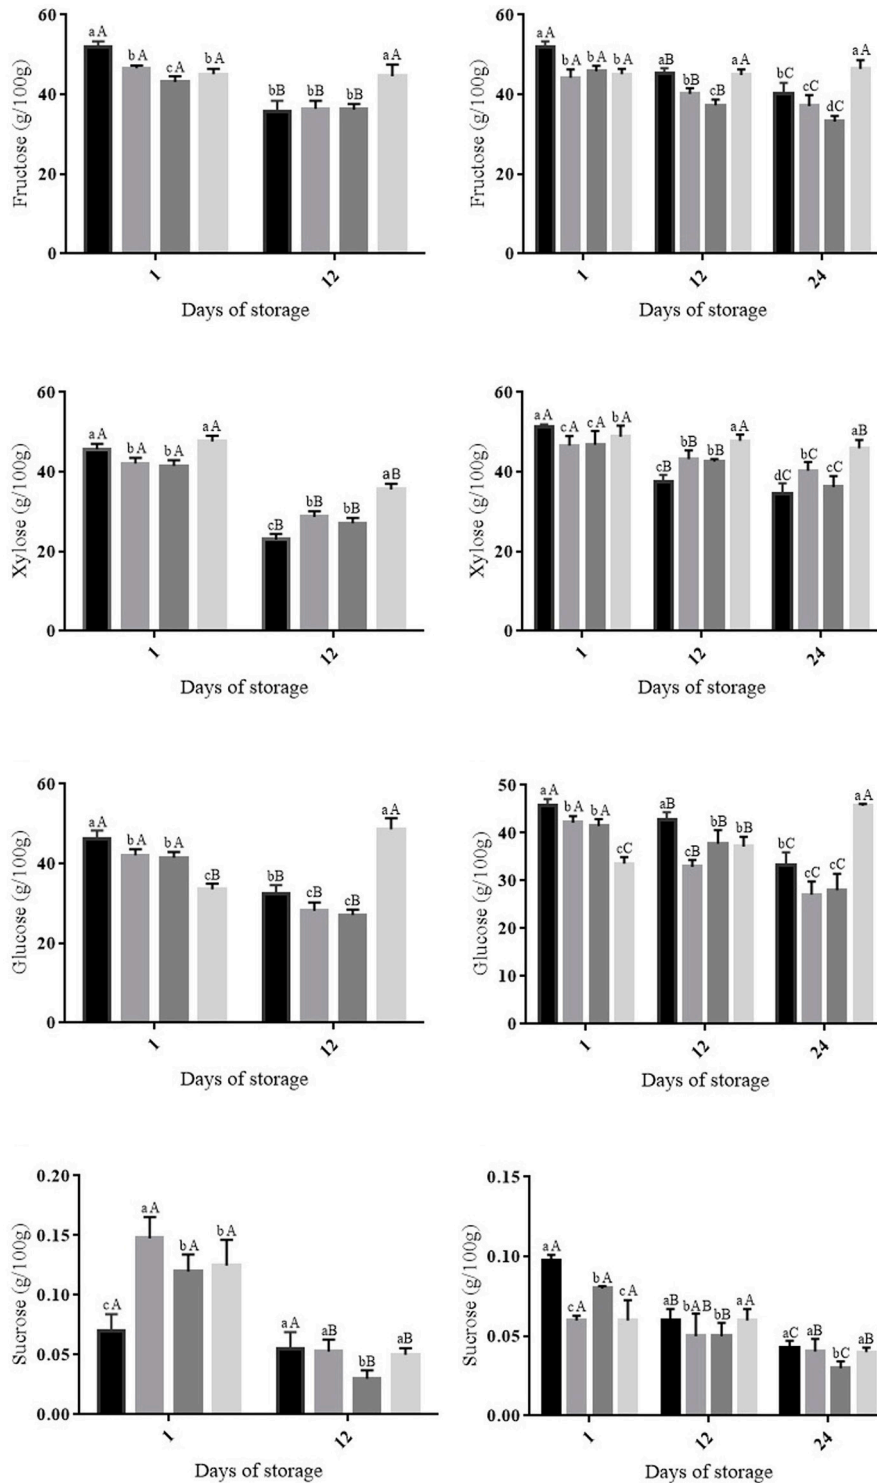 Fructose (g/100g)
60
40
20
0
aA bA cA bA
bB bB bB aA
1 12
Days of storage
Fructose (g/100g)
60
40
20
0
aA bA bA bA
aB bB cB aA
bC cC dC aA
1 12 24
Days of storage
Xylose (g/100g)
60
40
20
0
aA bA bA aA
cB bB bB aB
1 12
Days of storage
Xylose (g/100g)
60
40
20
0
aA cA cA bA
cB bB bB aA
dC bC cC aB
1 12 24
Days of storage
Glucose (g/100g)
60
40
20
0
aA bA bA cB
bB cB cB aA
1 12
Days of storage
Glucose (g/100g)
50
40
30
20
10
0
aA bA bA cC
aB cB bB bB
bC cC cC aA
1 12 24
Days of storage
Sucrose (g/100g)
0.20
0.15
0.10
0.05
0.00
cA aA bA bA
aA aB bB aB
1 12
Days of storage
Sucrose (g/100g)
0.15
0.10
0.05
0.00
aA cA bA cA
aB bAB bB aA
aC aB bC aB
1 12 24
Days of storage